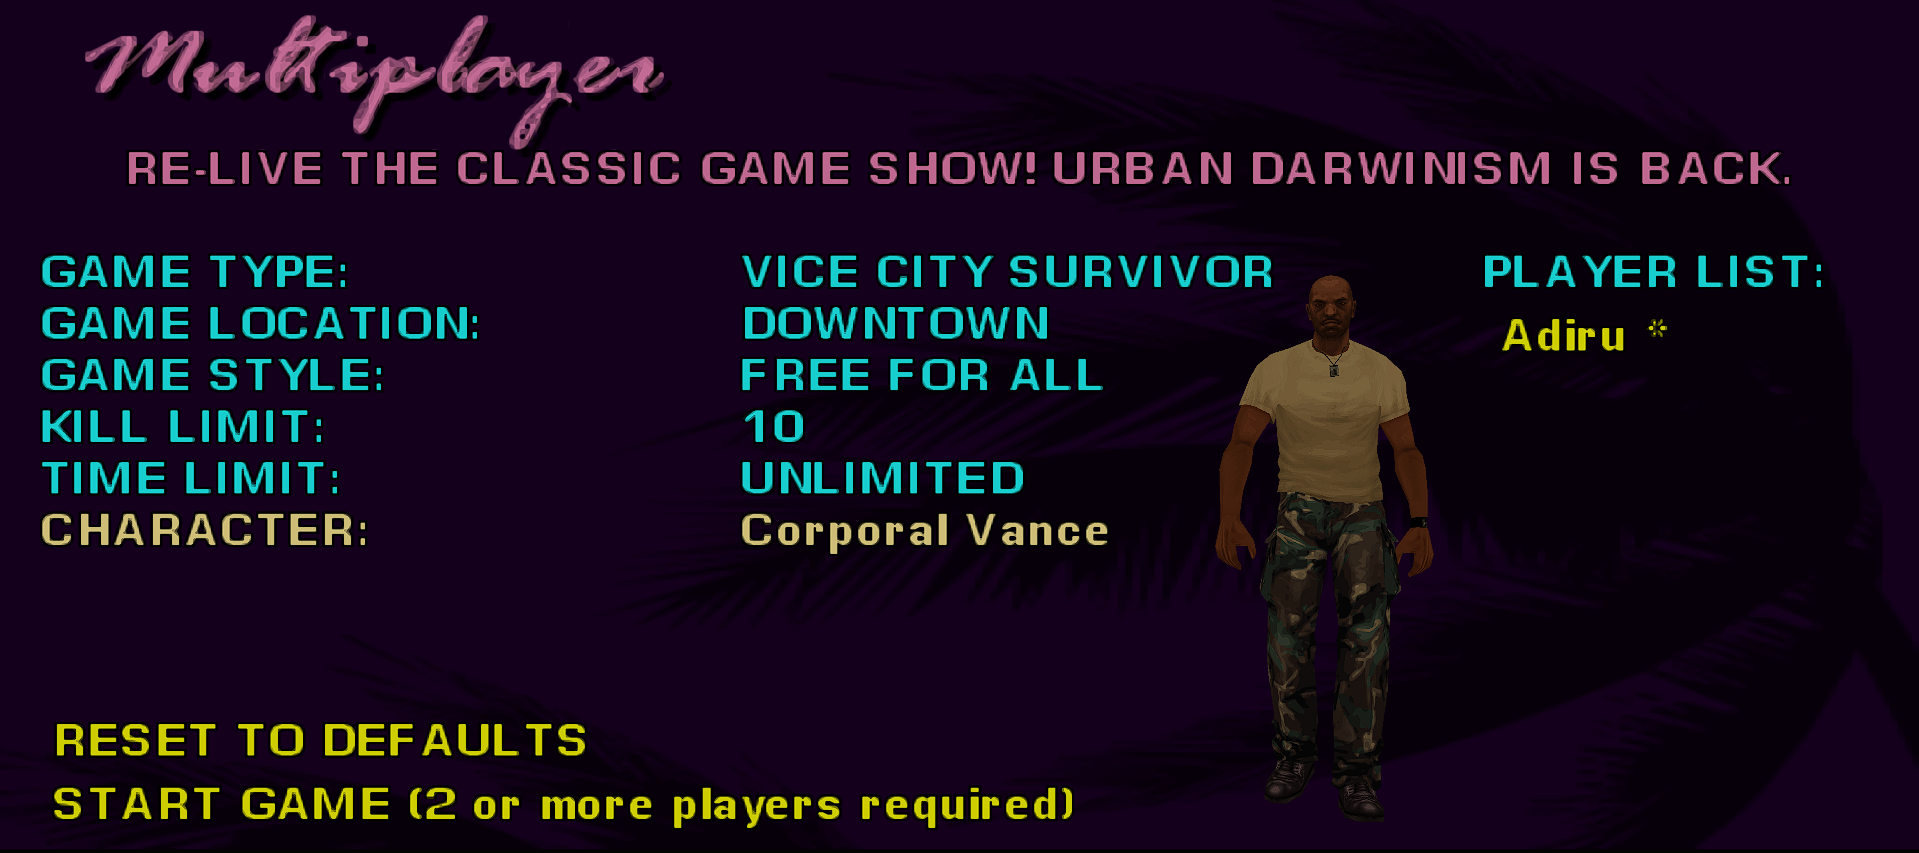 Multiplayer
RE-LIVE THE CLASSIC GAME SHOW! URBAN DARWINISM IS BACK.
GAME TYPE: VICE CITY SURVIVOR PLAYER LIST:
GAME LOCATION: DOWNTOWN Adiru *
GAME STYLE: FREE FOR ALL
KILL LIMIT: 10
TIME LIMIT: UNLIMITED
CHARACTER: Corporal Vance
RESET TO DEFAULTS
START GAME (2 or more players required)